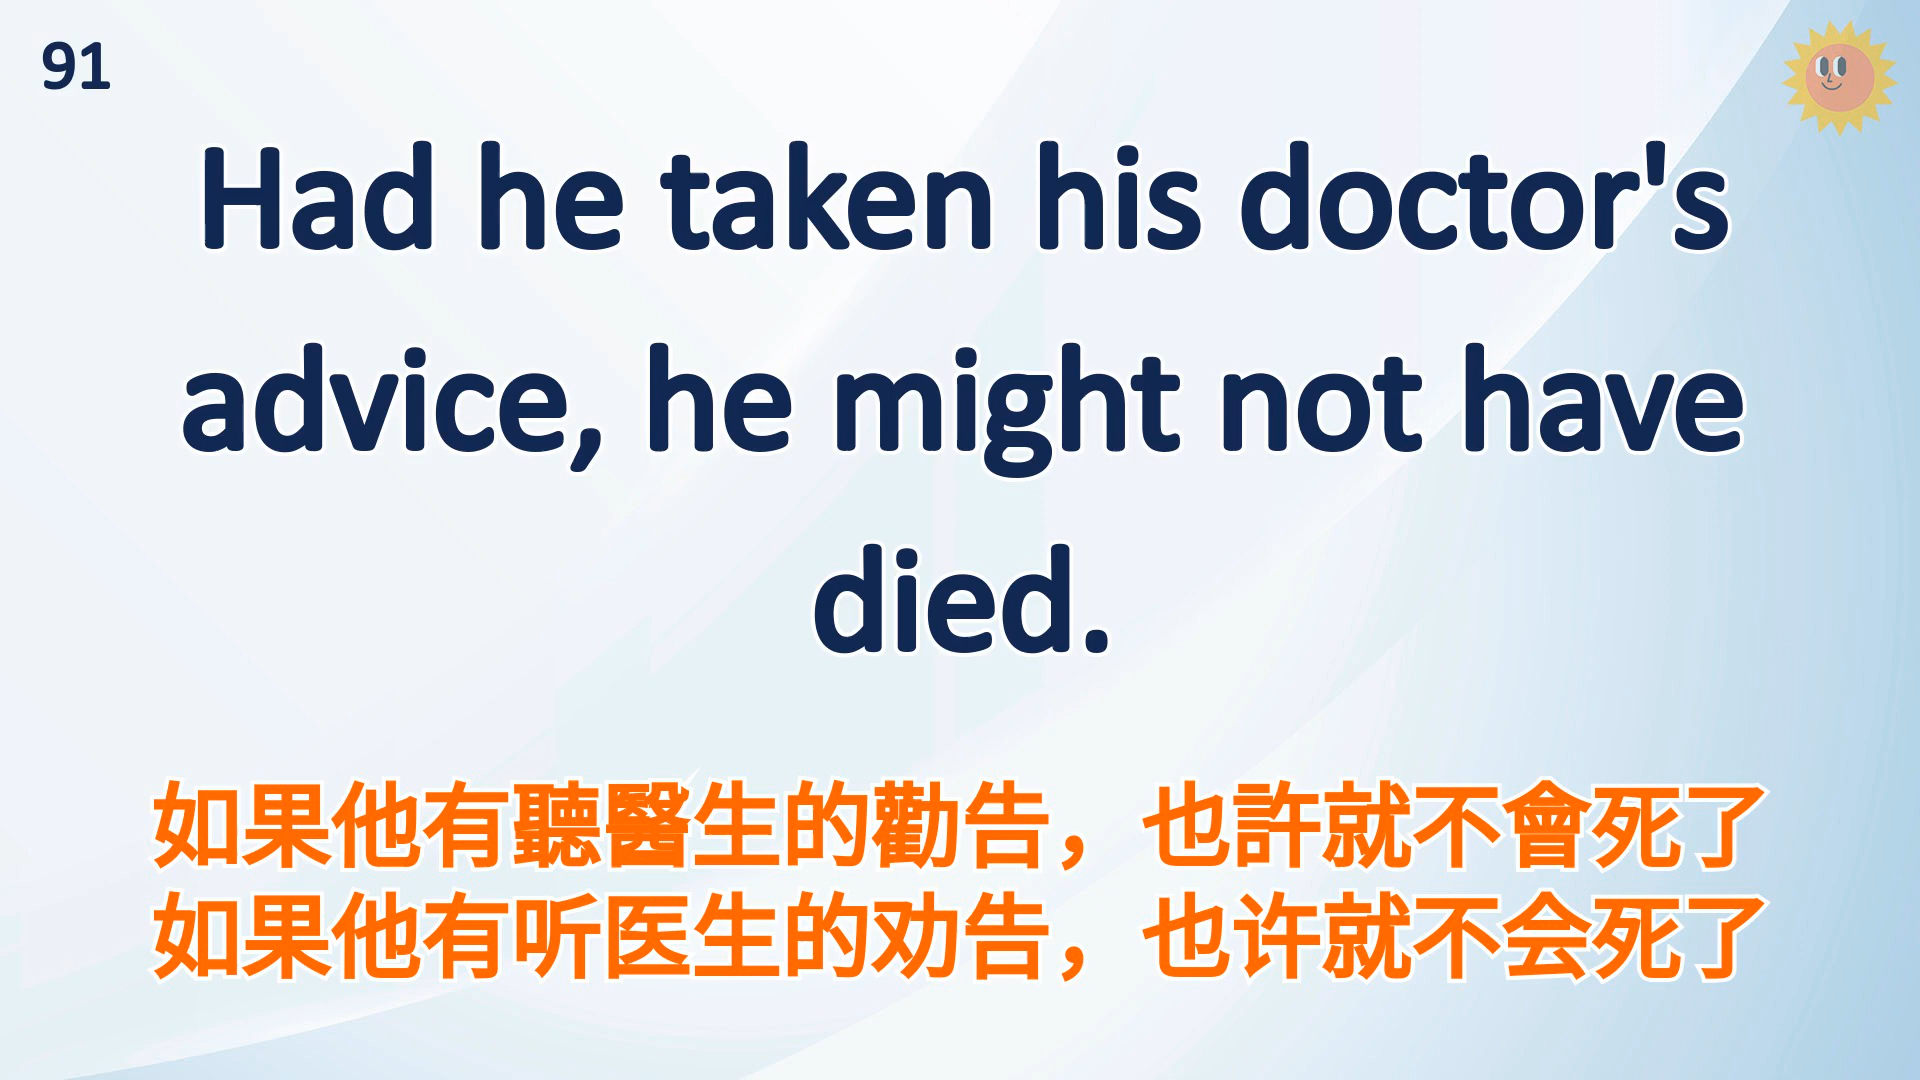 91
Had he taken his doctor's
advice, he might not have
died.
如果他有聽醫生的勸告，也許就不會死了
如果他有听医生的劝告，也许就不会死了